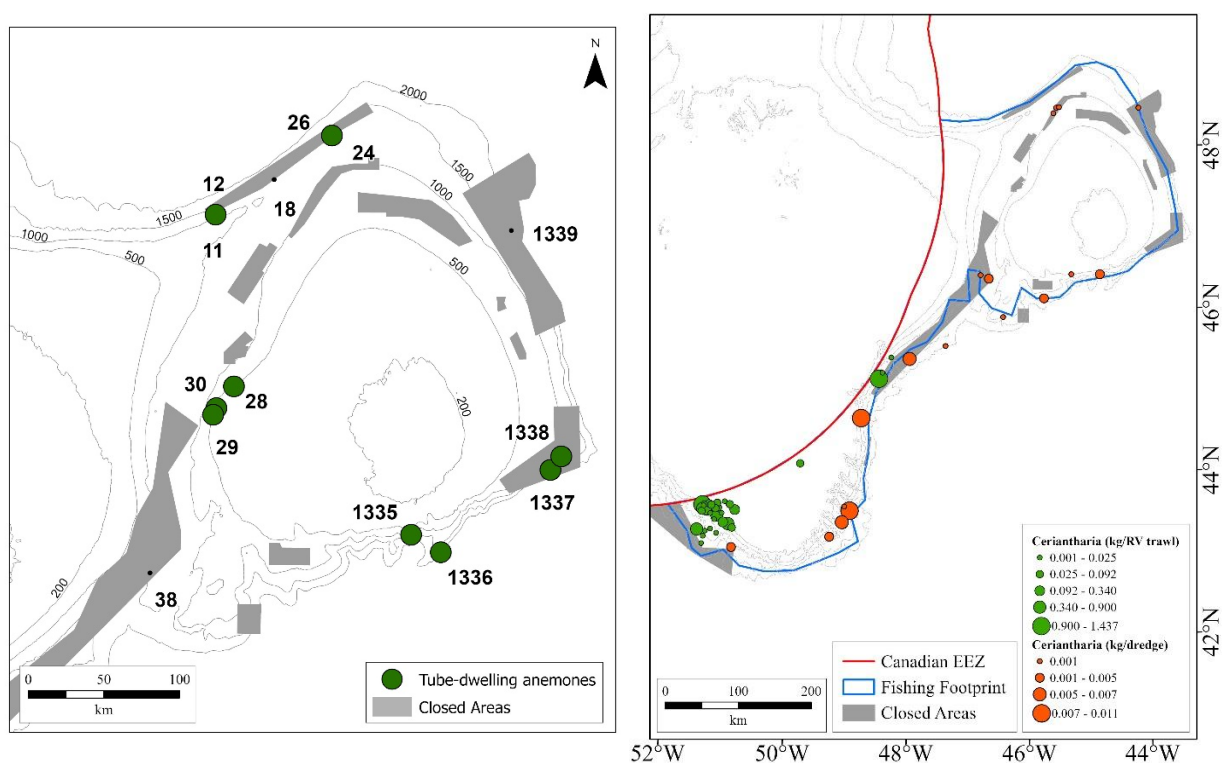 N
2000
26
24
12
1500
18
1500
1000
1339
1000
11
500
500
30
28
200
1338
29
1337
1335
1336
200
38
0 50 100
km
Tube-dwelling anemones
Closed Areas
48°N
46°N
44°N
42°N
Ceriantharia (kg/RV trawl)
0.001 - 0.025
0.025 - 0.092
0.092 - 0.340
0.340 - 0.900
0.900 - 1.437
Ceriantharia (kg/dredge)
0.001
0.001 - 0.005
0.005 - 0.007
0.007 - 0.011
Canadian EEZ
Fishing Footprint
Closed Areas
0 100 200
km
52°W 50°W 48°W 46°W 44°W